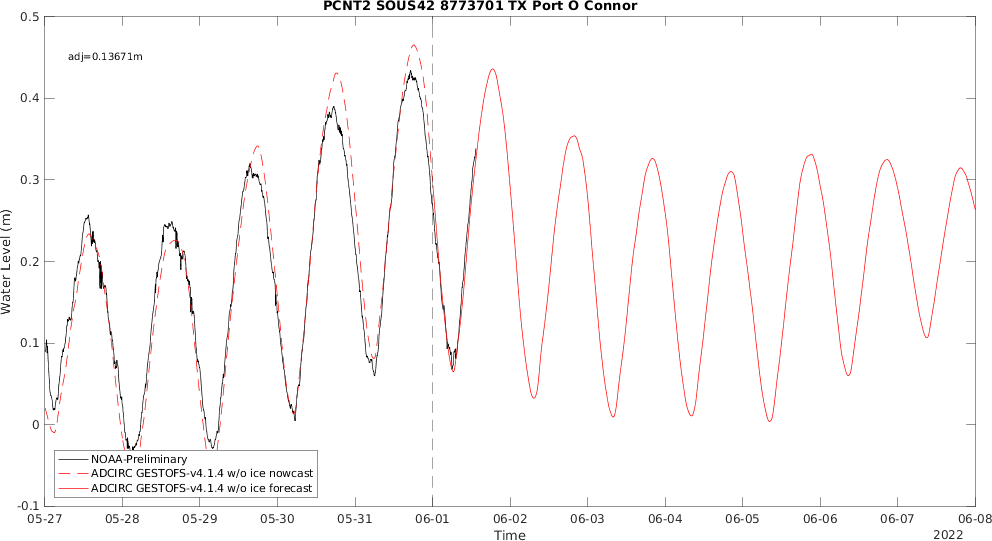 PCNT2 SOUS42 8773701 TX Port O Connor
adj=0.13671m
0.5
0.4
0.3
0.2
0.1
0
-0.1
Water Level (m)
NOAA-Preliminary
ADCIRC GESTOFS-v4.1.4 w/o ice nowcast
ADCIRC GESTOFS-v4.1.4 w/o ice forecast
05-27 05-28 05-29 05-30 05-31 06-01 06-02 06-03 06-04 06-05 06-06 06-07 06-08
Time
2022